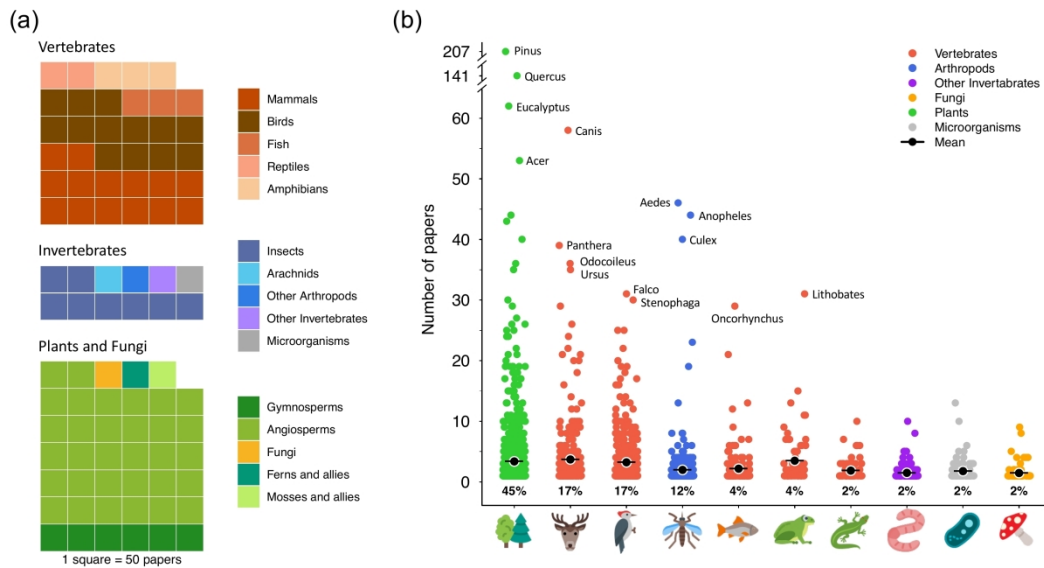 (a)
Vertebrates
Mammals
Birds
Fish
Reptiles
Amphibians
Invertebrates
Insects
Arachnids
Other Arthropods
Other Invertebrates
Microorganisms
Plants and Fungi
Gymnosperms
Angiosperms
Fungi
Ferns and allies
Mosses and allies
1 square = 50 papers
(b)
Number of papers
207
141
60
50
40
30
20
10
0
Pinus
Quercus
Eucalyptus
Canis
Acer
Aedes
Anopheles
Culex
Panthera
Odocoileus
Ursus
Falco
Stenophaga
Oncorhynchus
Lithobates
Vertebrates
Arthropods
Other Invertabrates
Fungi
Plants
Microorganisms
Mean
45% 17% 17% 12% 4% 4% 2% 2% 2% 2%